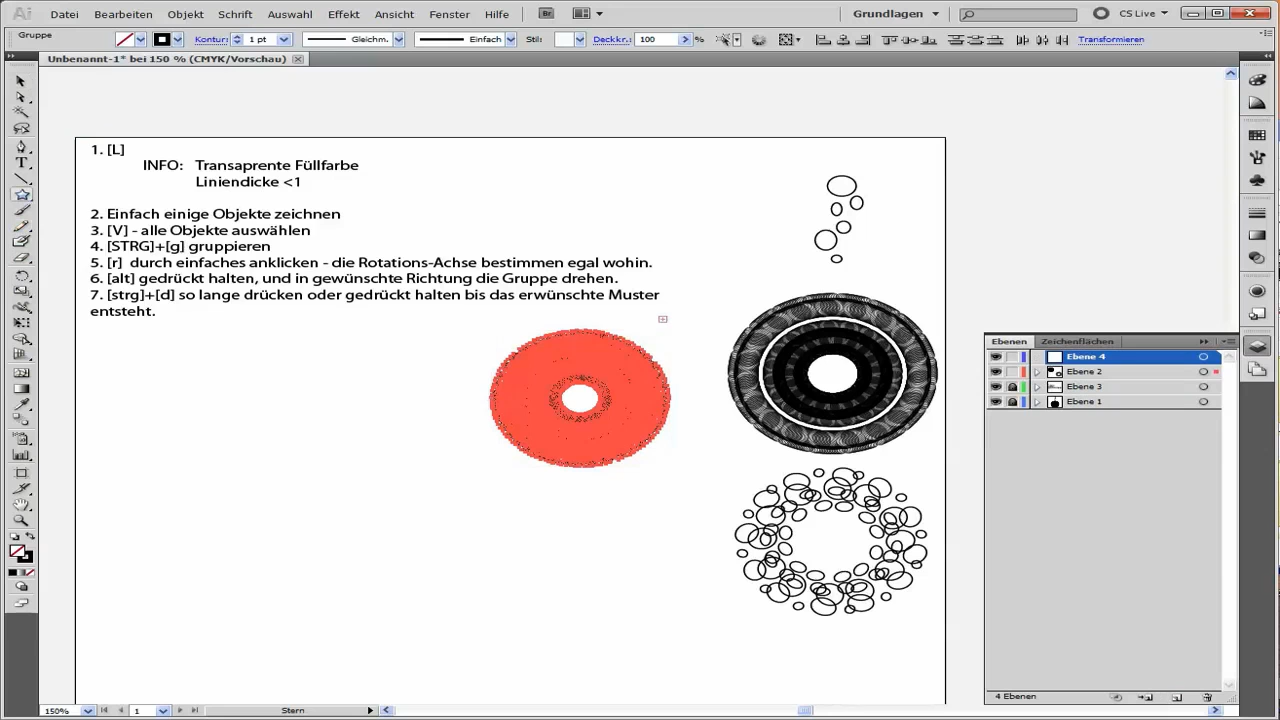 Ai Datei Bearbeiten Objekt Schrift Auswahl Effekt Ansicht Fenster Hilfe Br Grundlagen CS Live
Gruppe Kontur: 1 pt Gleichm. Einfach Stil: Deckkr.: 100 % Transformieren
Unbenannt-1* bei 150 % (CMYK/Vorschau)
1. [L]
INFO: Transaprente Füllfarbe
Liniendicke <1
2. Einfach einige Objekte zeichnen
3. [V] - alle Objekte auswählen
4. [STRG]+[g] gruppieren
5. [r] durch einfaches anklicken - die Rotations-Achse bestimmen egal wohin.
6. [alt] gedrückt halten, und in gewünschte Richtung die Gruppe drehen.
7. [strg]+[d] so lange drücken oder gedrückt halten bis das erwünschte Muster
entsteht.
Ebenen Zeichenflächen
Ebene 4
Ebene 2
Ebene 3
Ebene 1
4 Ebenen
150% 1 Stern